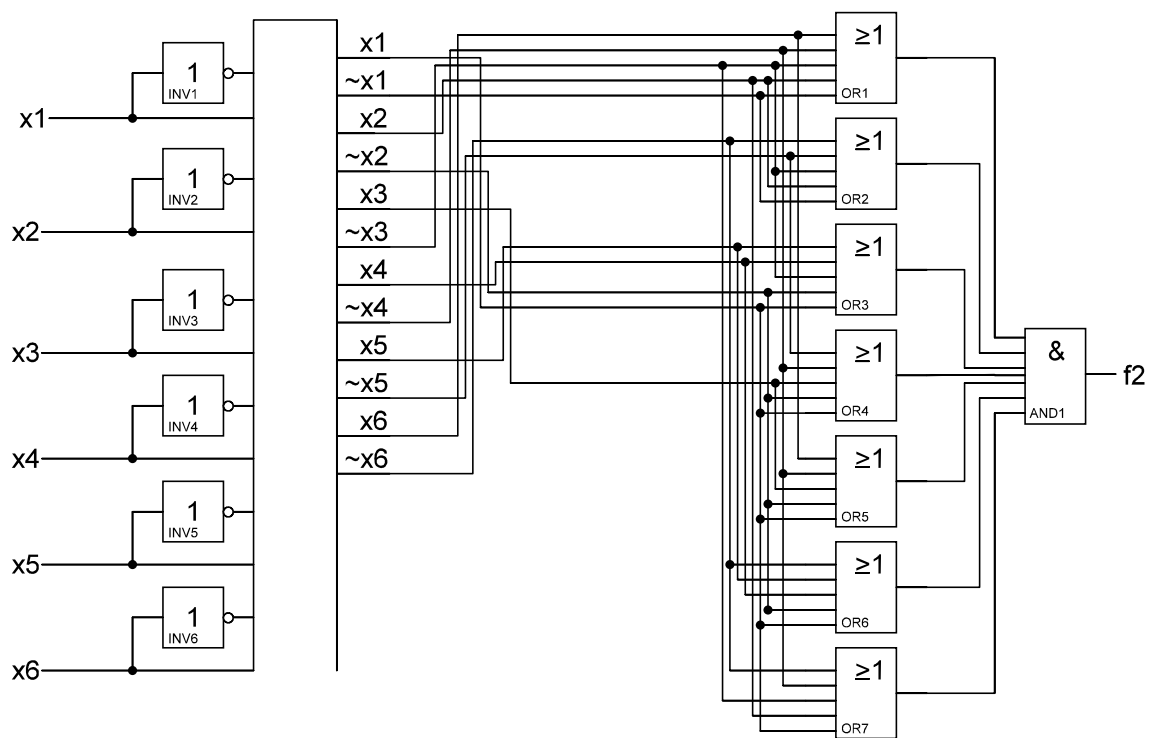 x1
1
INV1
x2
1
INV2
x3
1
INV3
x4
1
INV4
x5
1
INV5
x6
1
INV6
x1
~x1
x2
~x2
x3
~x3
x4
~x4
x5
~x5
x6
~x6
≥1
OR1
≥1
OR2
≥1
OR3
≥1
OR4
≥1
OR5
≥1
OR6
≥1
OR7
&
AND1
f2